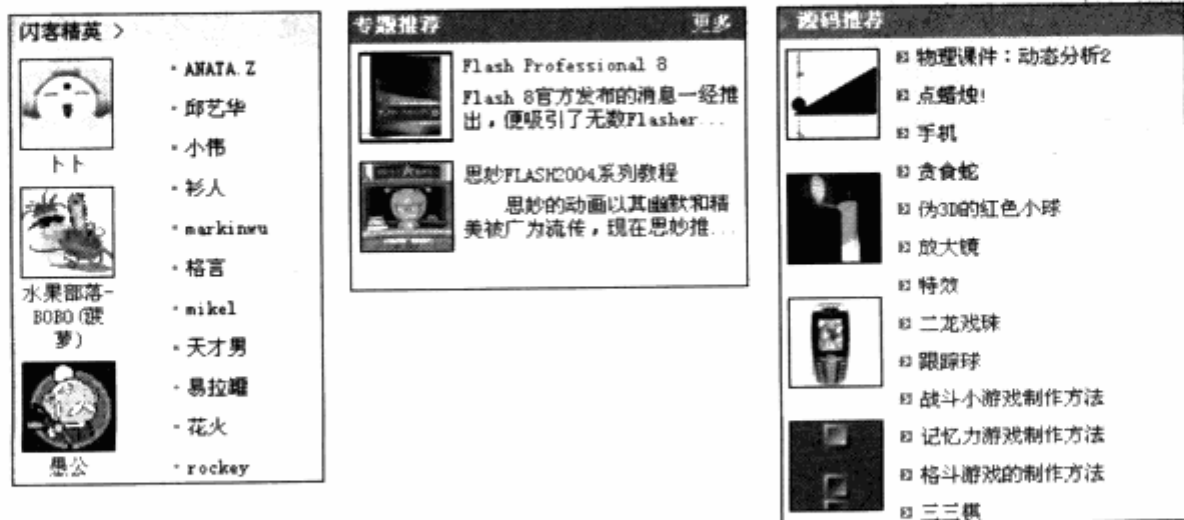 闪客精英 >
卜卜
水果部落-
BOBO(菠
萝)
愚公
· ANATA.Z
· 邱艺华
· 小伟
· 衫人
· markinwu
· 格言
· mikel
· 天才男
· 易拉罐
· 花火
· rockey
专题推荐 更多
Flash Professional 8
Flash 8官方发布的消息一经推
出，便吸引了无数Flasher...
思妙FLASH2004系列教程
思妙的动画以其幽默和精
美被广为流传，现在思妙推...
源码推荐
物理课件：动态分析2
点蜡烛!
手机
贪食蛇
伪3D的红色小球
放大镜
特效
二龙戏珠
跟踪球
战斗小游戏制作方法
记忆力游戏制作方法
格斗游戏的制作方法
三三棋